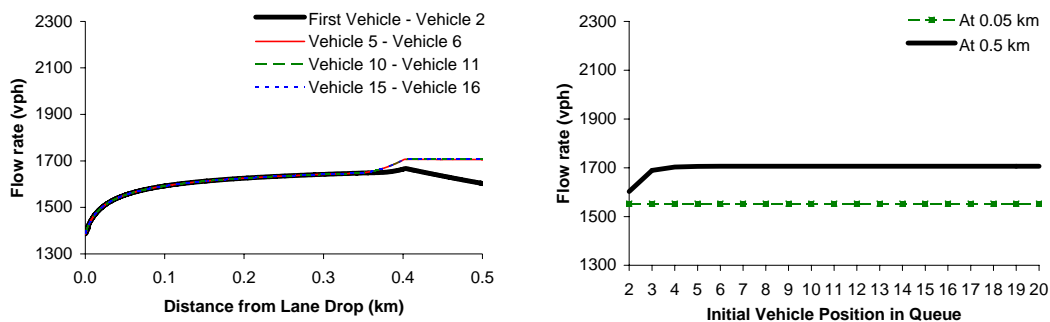 2300
2100
1900
1700
1500
1300
Flow rate (vph)
0.0 0.1 0.2 0.3 0.4 0.5
Distance from Lane Drop (km)
First Vehicle - Vehicle 2
Vehicle 5 - Vehicle 6
Vehicle 10 - Vehicle 11
Vehicle 15 - Vehicle 16
2300
2100
1900
1700
1500
1300
Flow rate (vph)
2 3 4 5 6 7 8 9 10 11 12 13 14 15 16 17 18 19 20
Initial Vehicle Position in Queue
At 0.05 km
At 0.5 km